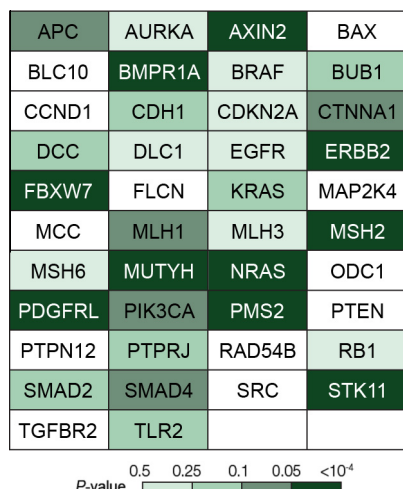 APC AURKA AXIN2 BAX
BLC10 BMPR1A BRAF BUB1
CCND1 CDH1 CDKN2A CTNNA1
DCC DLC1 EGFR ERBB2
FBXW7 FLCN KRAS MAP2K4
MCC MLH1 MLH3 MSH2
MSH6 MUTYH NRAS ODC1
PDGFRL PIK3CA PMS2 PTEN
PTPN12 PTPRJ RAD54B RB1
SMAD2 SMAD4 SRC STK11
TGFBR2 TLR2
0.5 0.25 0.1 0.05 <10⁻⁴
P-value